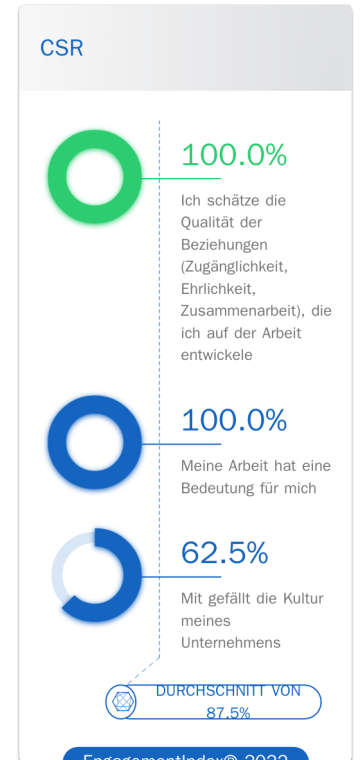 CSR
100.0%
Ich schätze die
Qualität der
Beziehungen
(Zugänglichkeit,
Ehrlichkeit,
Zusammenarbeit), die
ich auf der Arbeit
entwickele
100.0%
Meine Arbeit hat eine
Bedeutung für mich
62.5%
Mit gefällt die Kultur
meines
Unternehmens
DURCHSCHNITT VON
87.5%
EngagementIndex® 2022